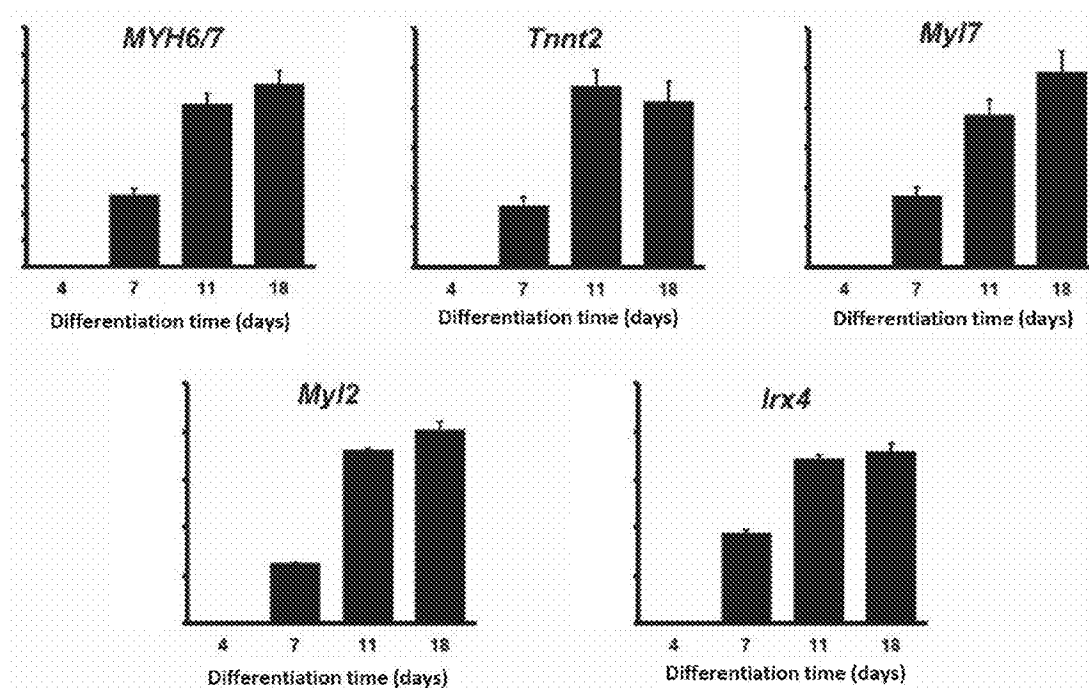 MYH6/7
Tnnt2
Myl7
4 7 11 18
4 7 11 18
4 7 11 18
Differentiation time (days)
Differentiation time (days)
Differentiation time (days)
Myl2
Irx4
4 7 11 18
4 7 11 18
Differentiation time (days)
Differentiation time (days)